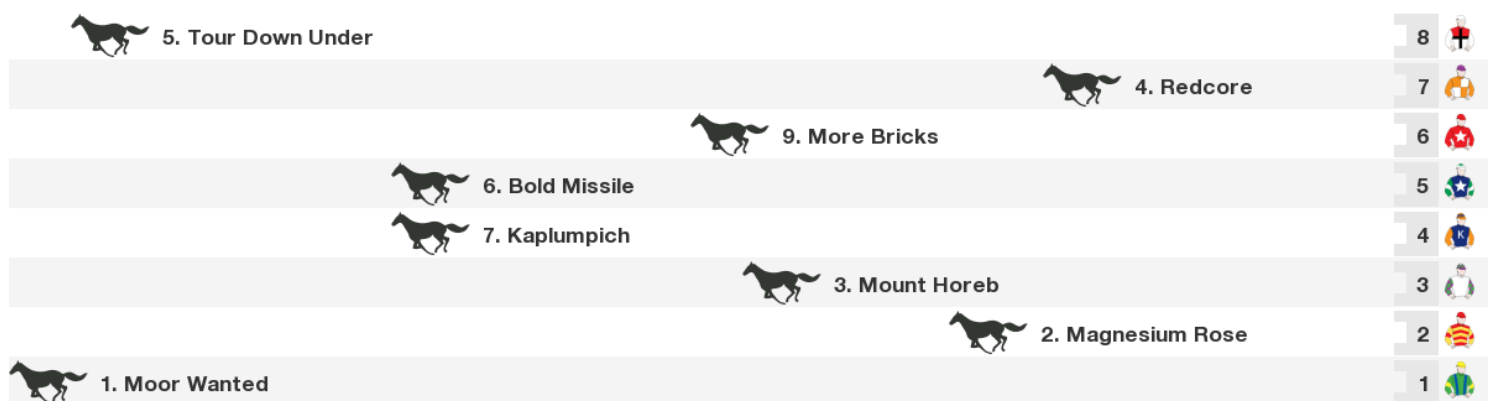 5. Tour Down Under 8
4. Redcore 7
9. More Bricks 6
6. Bold Missile 5
7. Kaplumpich 4 K
3. Mount Horeb 3
2. Magnesium Rose 2
1. Moor Wanted 1